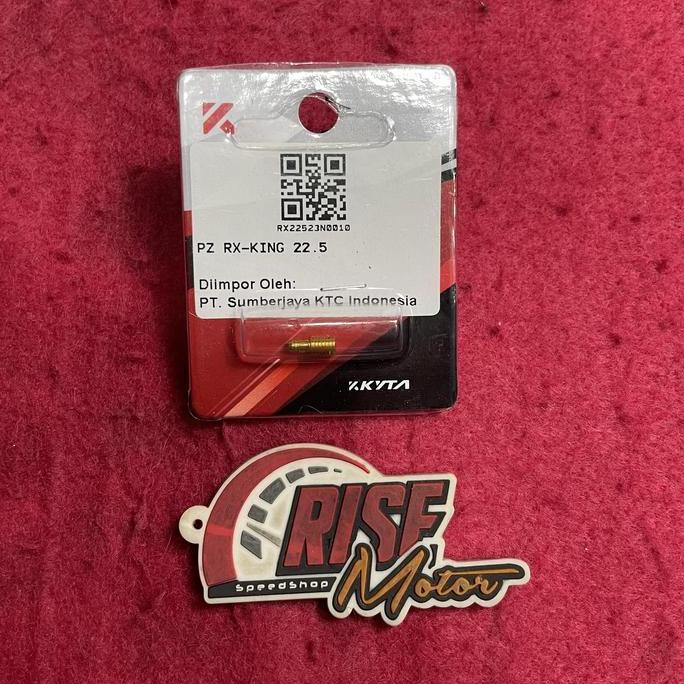 RX22523N0010
PZ RX-KING 22.5
Diimpor Oleh:
PT. Sumberjaya KTC Indonesia
KYTA
RISE
SpeedShop
Motor